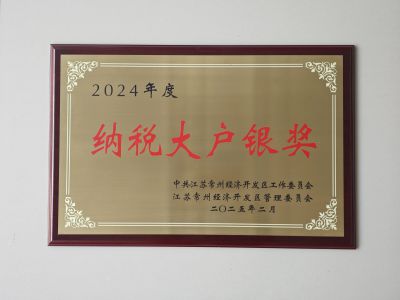 2024年度
纳税大户银奖
中共江苏常州经济开发区工作委员会
江苏常州经济开发区管理委员会
二〇二五年二月